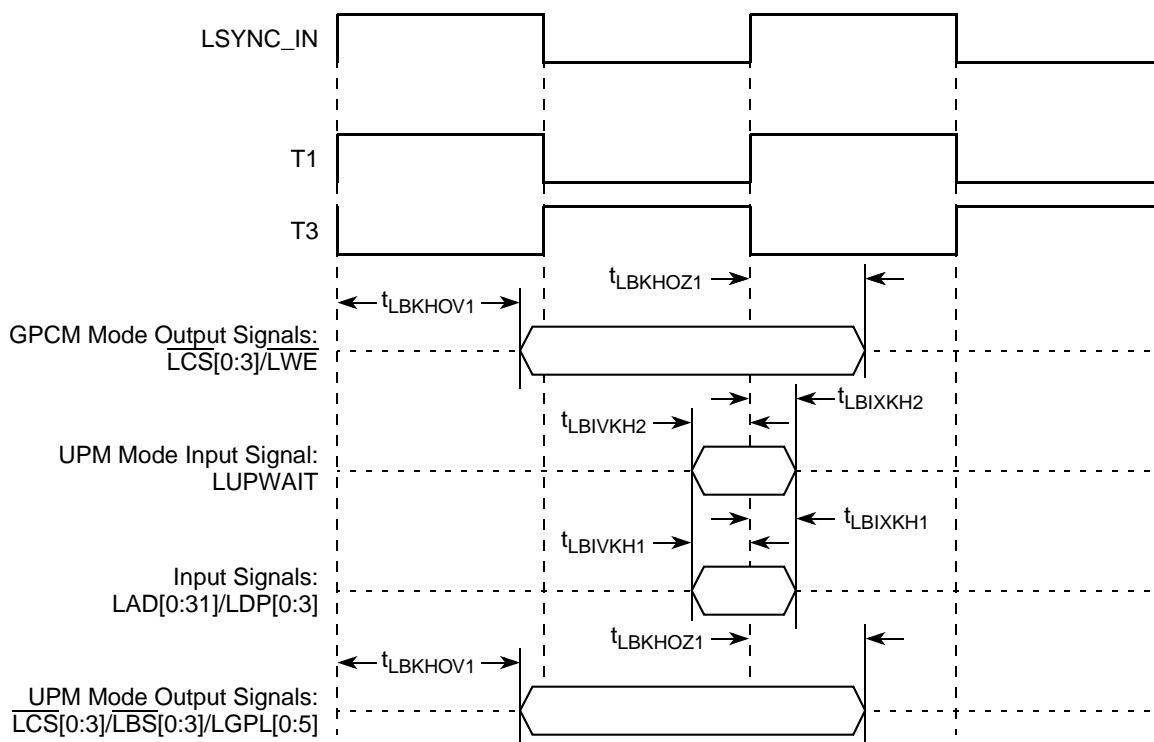 LSYNC_IN
T1
T3
tLBKHOZ1
tLBKHOV1
GPCM Mode Output Signals:
LCS[0:3]/LWE
tLBIXKH2
tLBIVKH2
UPM Mode Input Signal:
LUPWAIT
tLBIXKH1
tLBIVKH1
Input Signals:
LAD[0:31]/LDP[0:3]
tLBKHOZ1
tLBKHOV1
UPM Mode Output Signals:
LCS[0:3]/LBS[0:3]/LGPL[0:5]